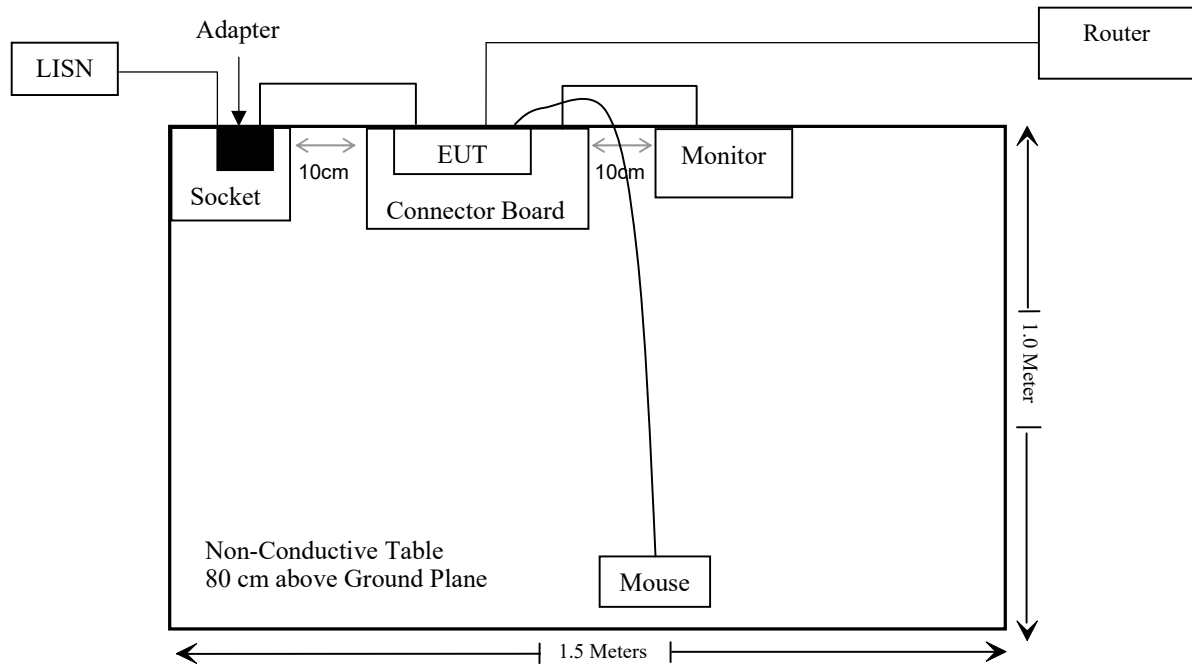 Adapter
Router
LISN
EUT
Monitor
10cm
10cm
Socket
Connector Board
1.0 Meter
Non-Conductive Table
80 cm above Ground Plane
Mouse
1.5 Meters